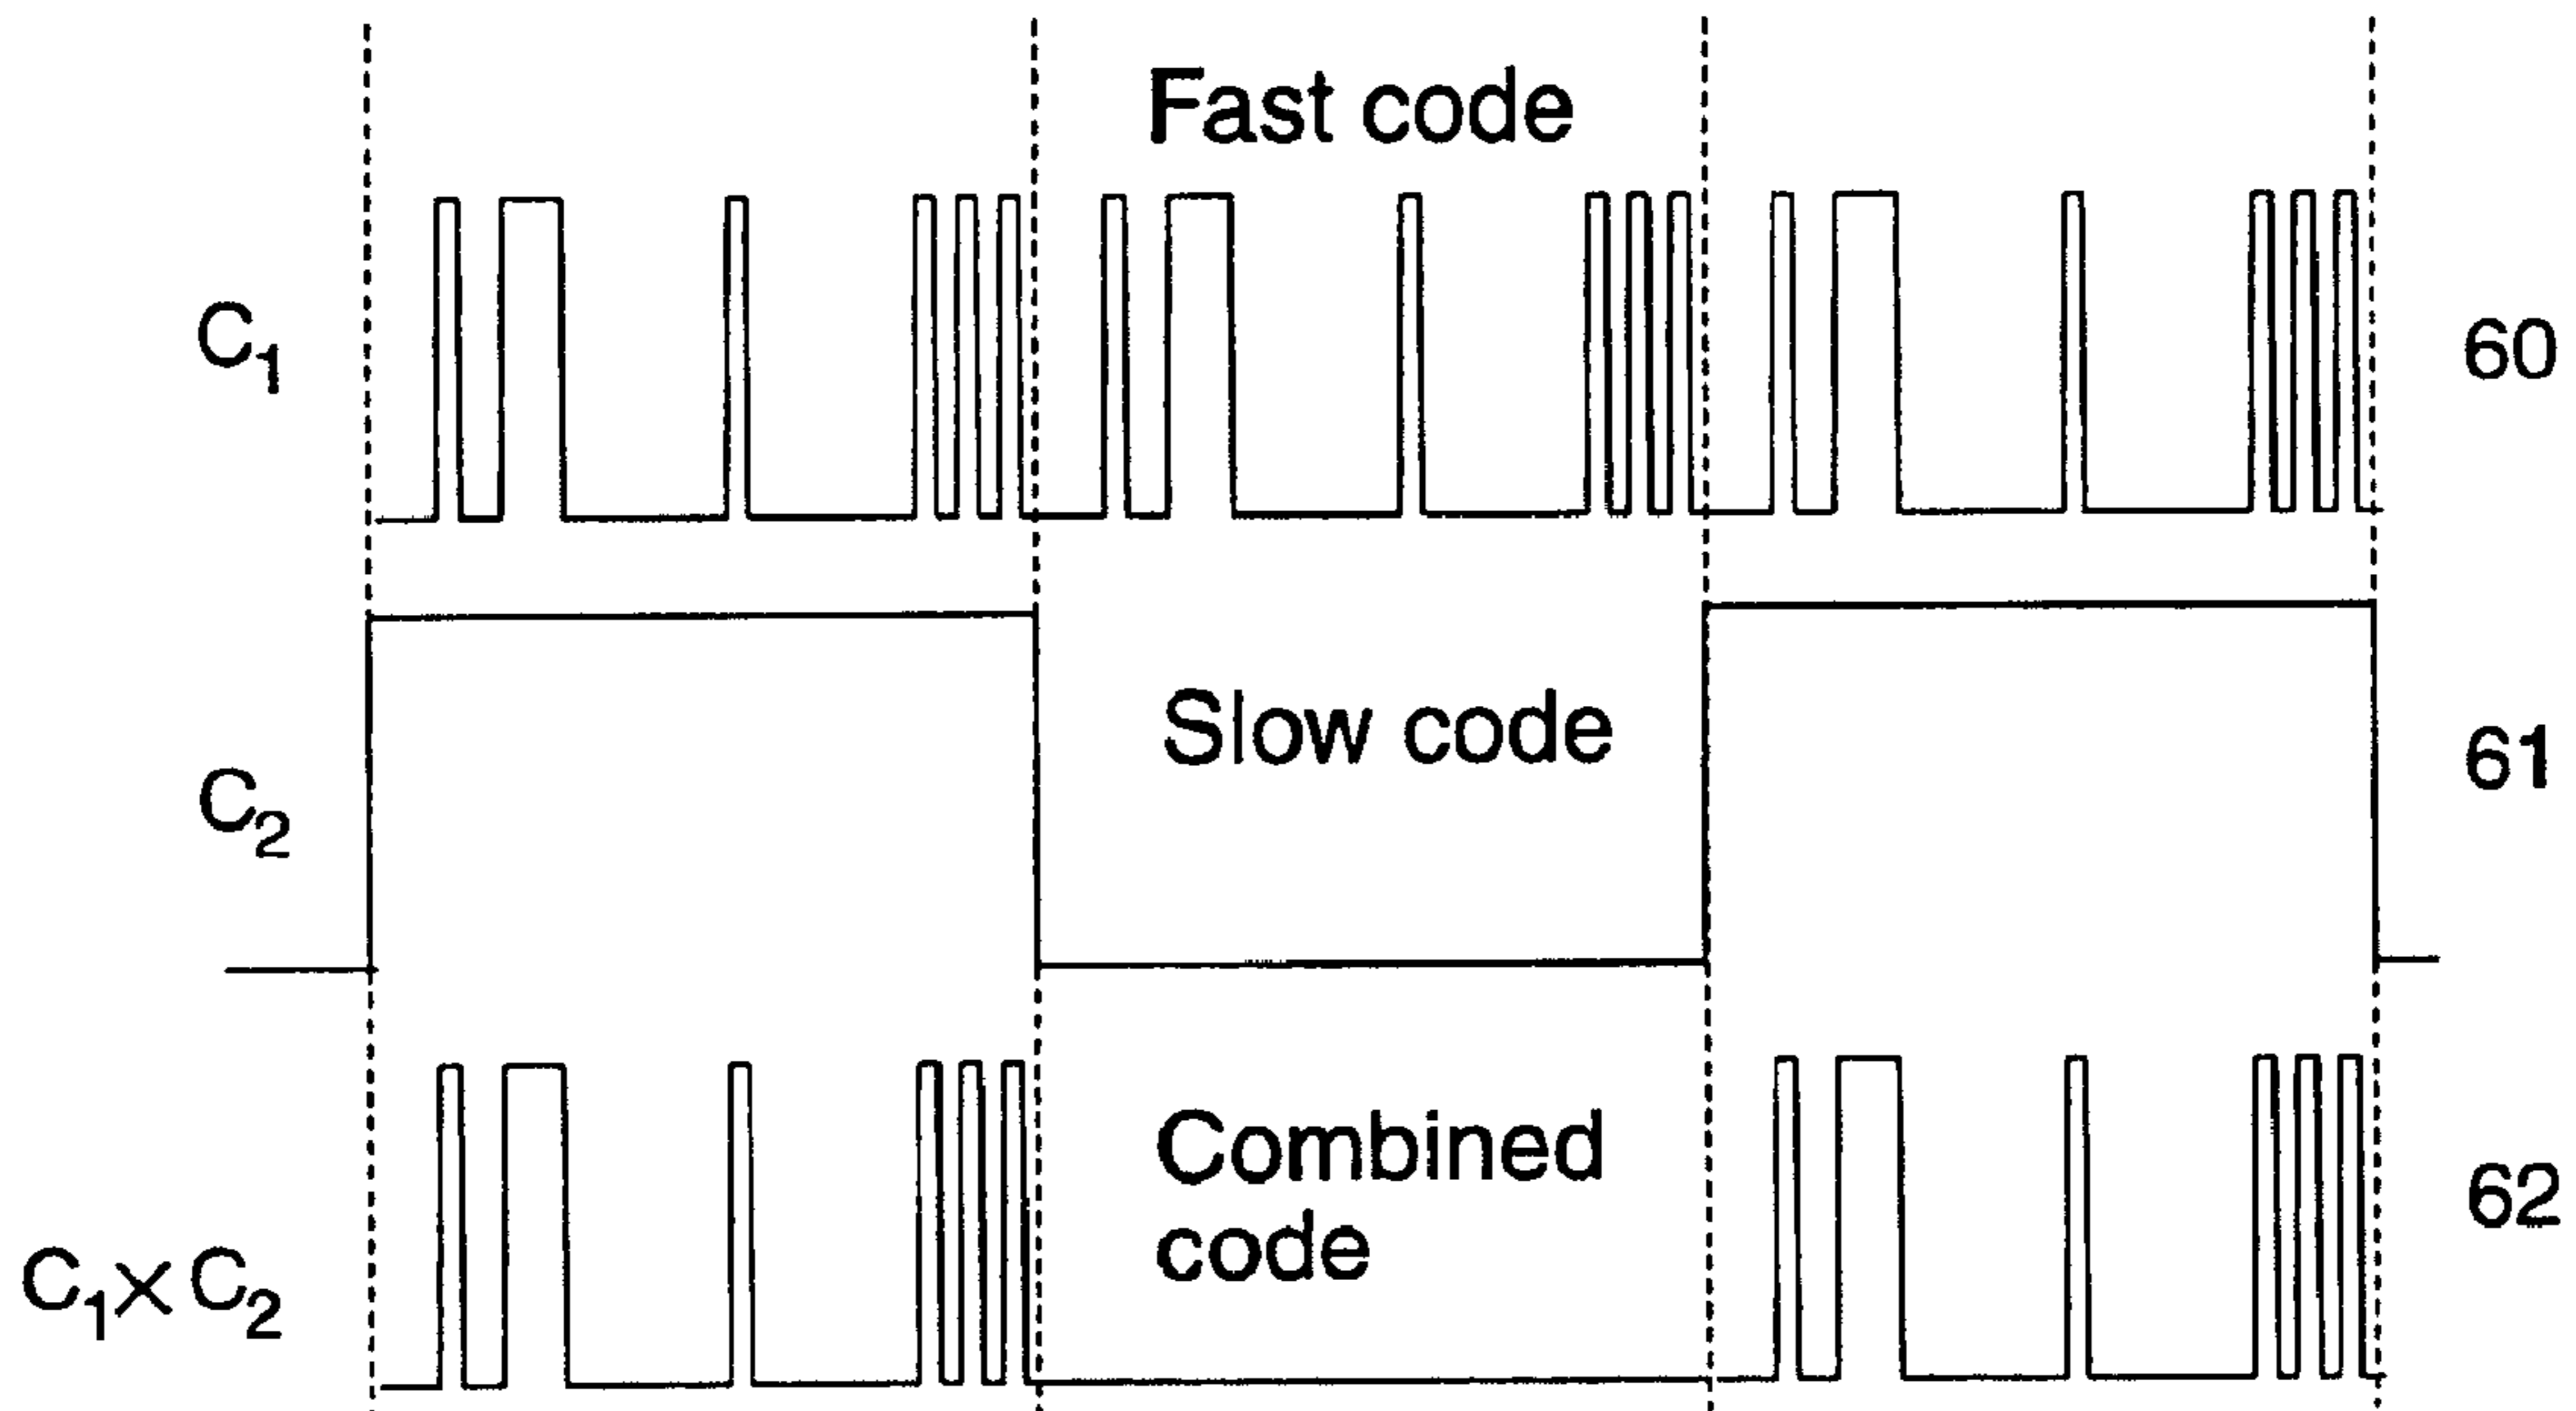 Fast code
C₁
60
Slow code
C₂
61
Combined
code
C₁×C₂
62